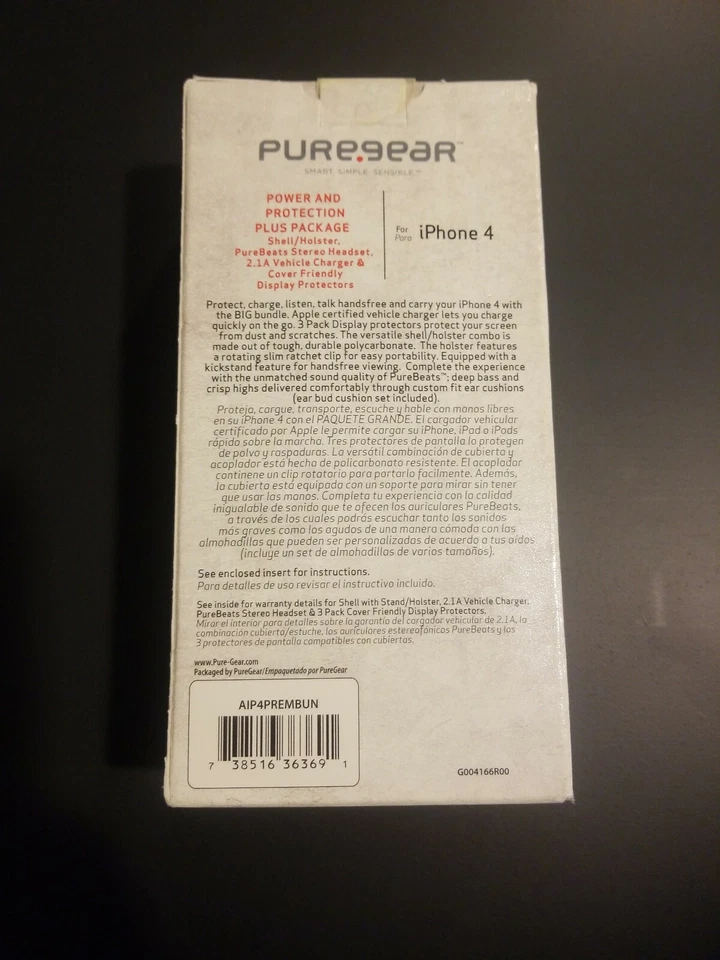 PURE.gear™
SMART. SIMPLE. SENSIBLE.™
POWER AND
PROTECTION
PLUS PACKAGE
Shell/Holster,
PureBeats Stereo Headset,
2.1A Vehicle Charger &
Cover Friendly
Display Protectors
For
Para
iPhone 4
Protect, charge, listen, talk handsfree and carry your iPhone 4 with
the BIG bundle. Apple certified vehicle charger lets you charge
quickly on the go. 3 Pack Display protectors protect your screen
from dust and scratches. The versatile shell/holster combo is
made out of tough, durable polycarbonate. The holster features
a rotating slim ratchet clip for easy portability. Equipped with a
kickstand feature for handsfree viewing. Complete the experience
with the unmatched sound quality of PureBeats™; deep bass and
crisp highs delivered comfortably through custom fit ear cushions
(ear bud cushion set included).
Proteja, cargue, transporte, escuche y hable con manos libres
en su iPhone 4 con el PAQUETE GRANDE. El cargador vehicular
certificado por Apple le permite cargar su iPhone, iPad o iPods
rápido sobre la marcha. Tres protectores de pantalla lo protegen
de polvo y raspaduras. La versátil combinación de cubierta y
acoplador está hecha de policarbonato resistente. El acoplador
continene un clip rotatorio para portarlo facilmente. Además,
la cubierta está equipada con un soporte para mirar sin tener
que usar las manos. Completa tu experiencia con la calidad
inigualable de sonido que te ofecen los auriculares PureBeats,
a través de los cuales podrás escuchar tanto los sonidos
más graves como los agudos de una manera cómoda con las
almohadillas que pueden ser personalizadas de acuerdo a tus oídos
(incluye un set de almohadillas de varios tamaños).
See enclosed insert for instructions.
Para detalles de uso revisar el instructivo incluido.
See inside for warranty details for Shell with Stand/Holster, 2.1A Vehicle Charger,
PureBeats Stereo Headset & 3 Pack Cover Friendly Display Protectors.
Mirar el interior para detalles sobre la garantía del cargador vehicular de 2.1A, la
combinación cubierta/estuche, los auriculares estereofónicos PureBeats y los
3 protectores de pantalla compatibles con cubiertas.
www.Pure-Gear.com
Packaged by PureGear/Empaquetado por PureGear
AIP4PREMBUN
7 38516 36369 1
G004166R00